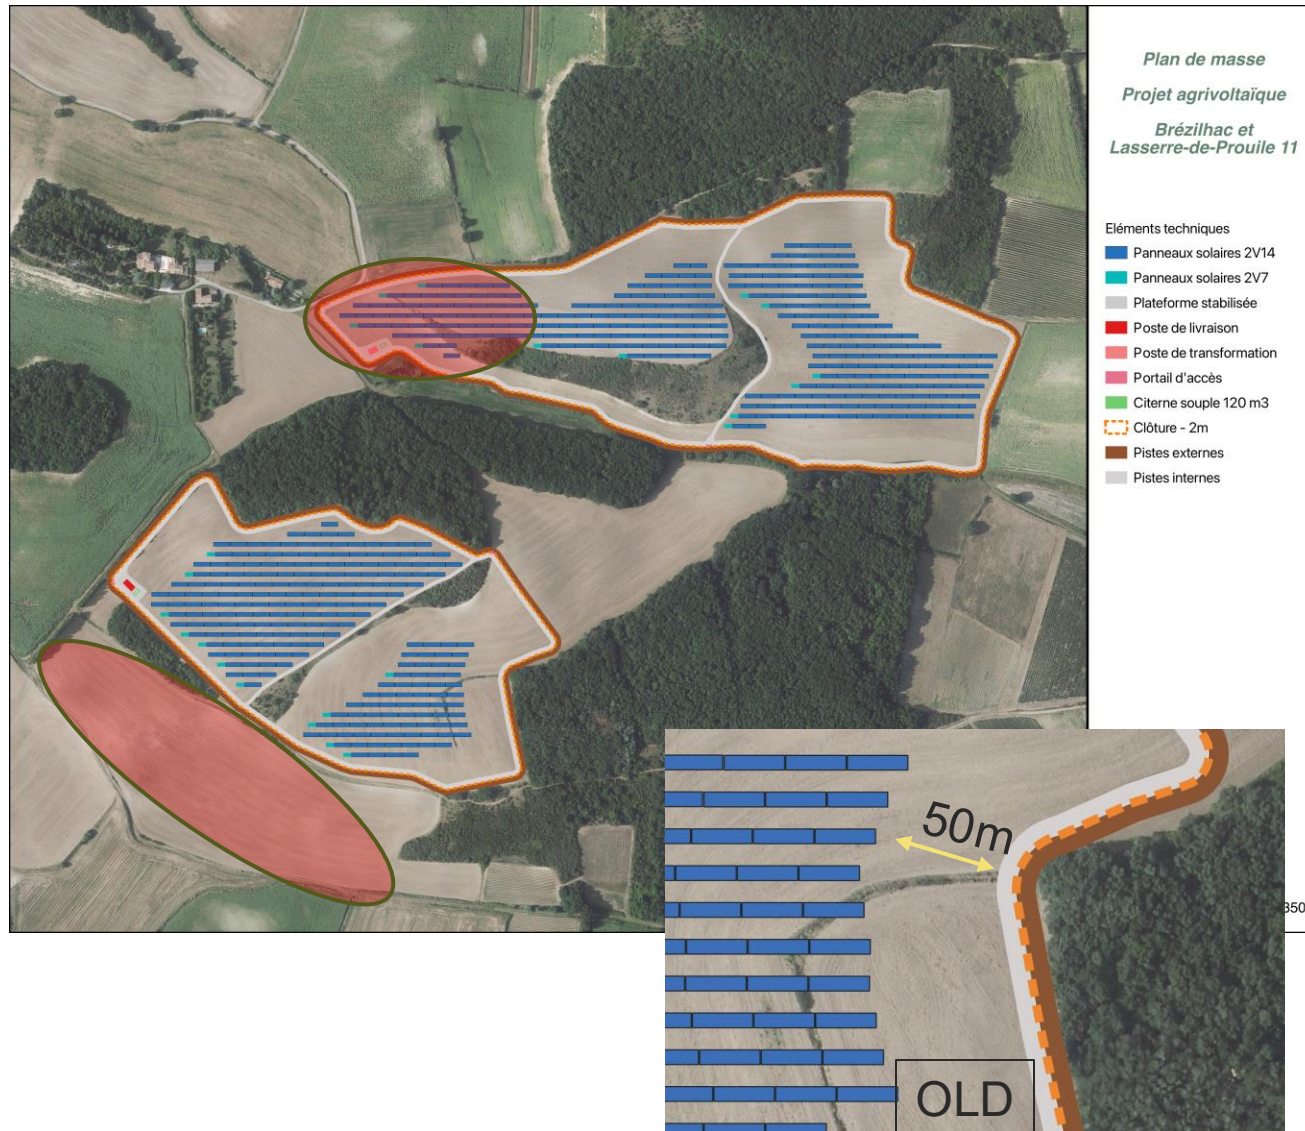 Plan de masse
Projet agrivoltaïque
Brézilhac et
Lasserre-de-Prouile 11
Eléments techniques
Panneaux solaires 2V14
Panneaux solaires 2V7
Plateforme stabilisée
Poste de livraison
Poste de transformation
Portail d'accès
Citerne souple 120 m3
Clôture - 2m
Pistes externes
Pistes internes
50m
350
OLD